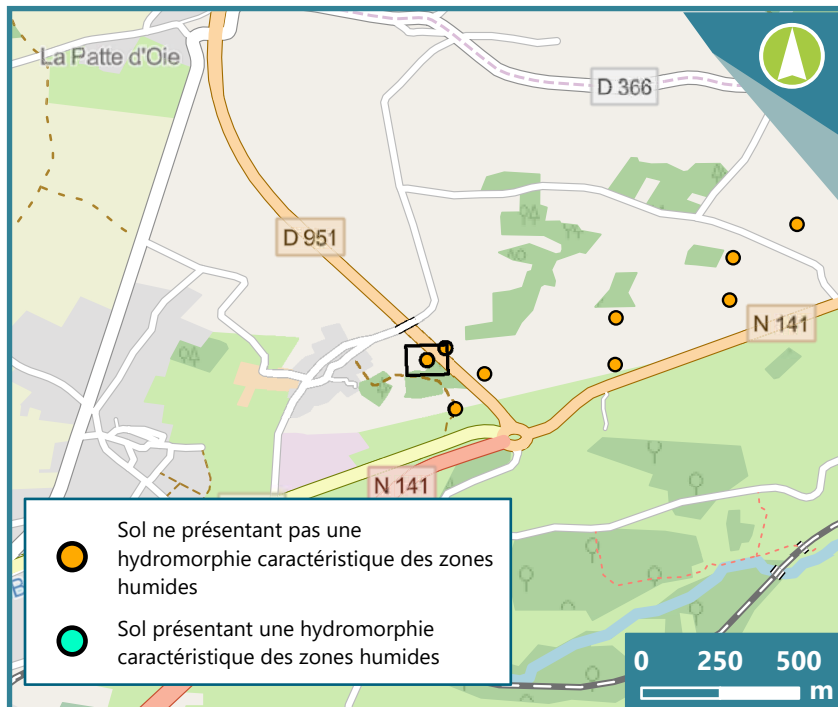 La Patte d'Oie
D 366
D 951
N 141
N 141
B
Sol ne présentant pas une
hydromorphie caractéristique des zones
humides
Sol présentant une hydromorphie
caractéristique des zones humides
0 250 500
m